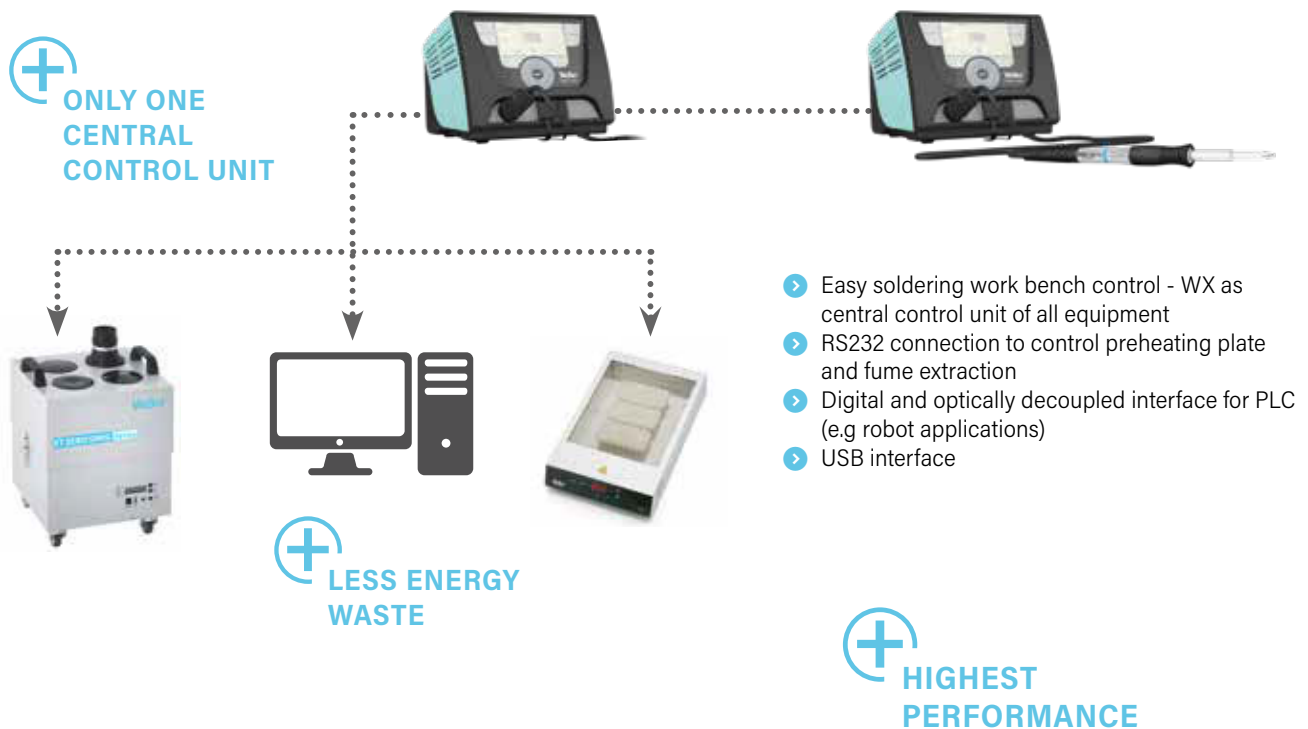 ONLY ONE
CENTRAL
CONTROL UNIT
Easy soldering work bench control - WX as
central control unit of all equipment
RS232 connection to control preheating plate
and fume extraction
Digital and optically decoupled interface for PLC
(e.g robot applications)
USB interface
Weller
LESS ENERGY
WASTE
HIGHEST
PERFORMANCE